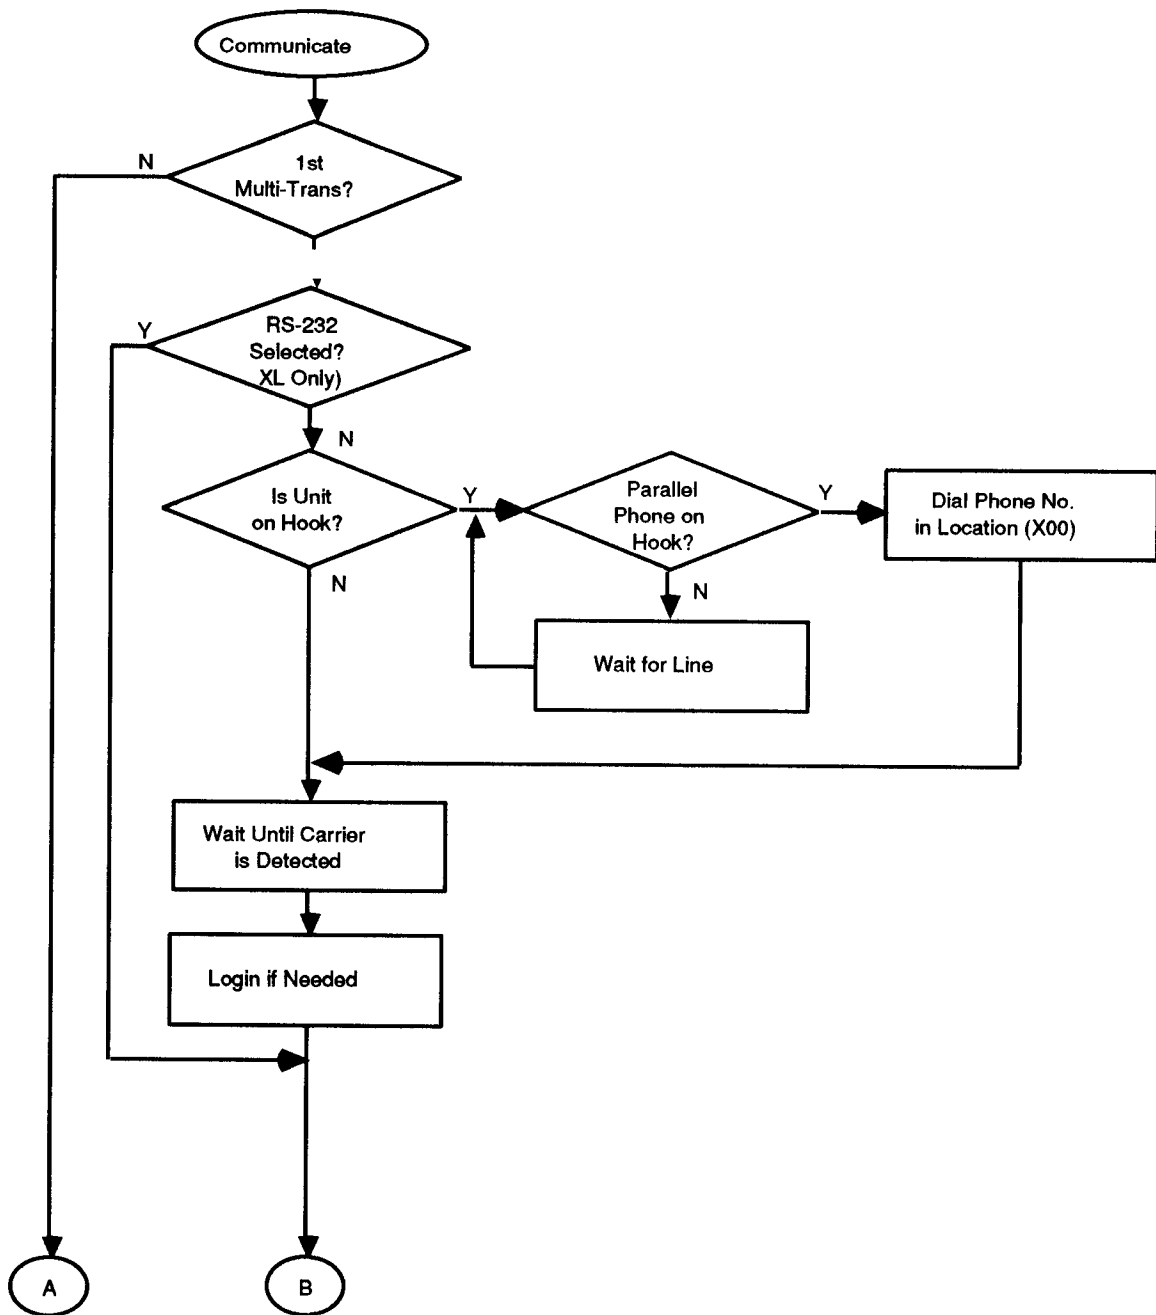 Communicate
N
1st
Multi-Trans?
Y
RS-232
Selected?
XL Only)
N
Is Unit
on Hook?
Y
Parallel
Phone on
Hook?
Y
Dial Phone No.
in Location (X00)
N
N
Wait for Line
Wait Until Carrier
is Detected
Login if Needed
A
B